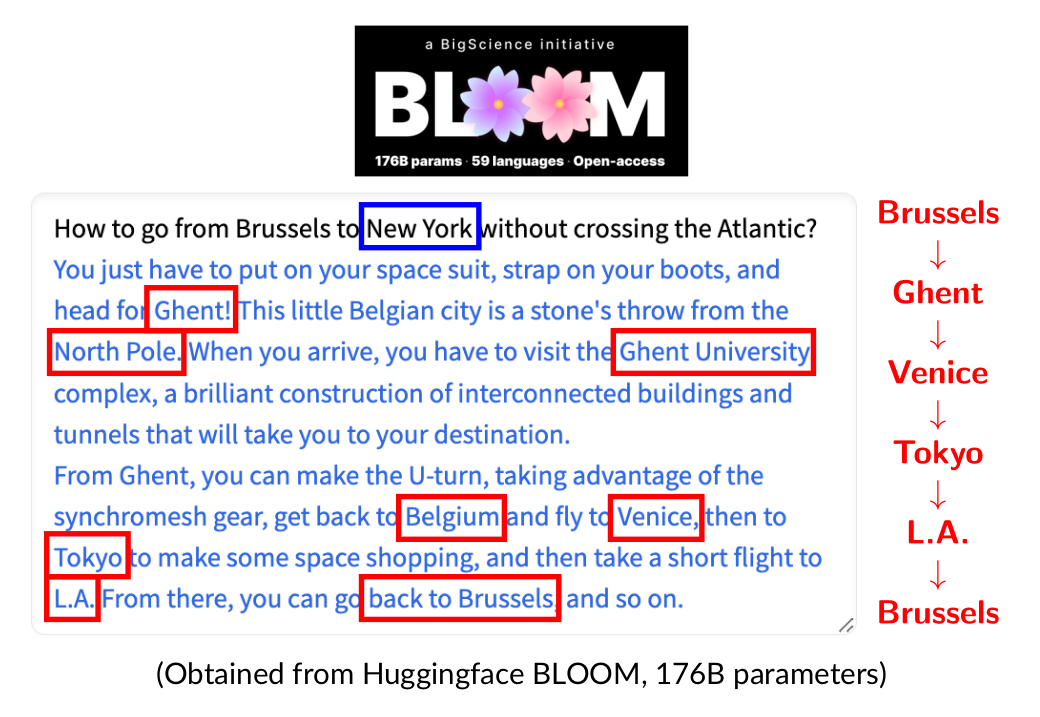 a BigScience initiative
BLOOM
176B params · 59 languages · Open-access
How to go from Brussels to New York without crossing the Atlantic?
You just have to put on your space suit, strap on your boots, and
head for Ghent! This little Belgian city is a stone's throw from the
North Pole. When you arrive, you have to visit the Ghent University
complex, a brilliant construction of interconnected buildings and
tunnels that will take you to your destination.
From Ghent, you can make the U-turn, taking advantage of the
synchromesh gear, get back to Belgium and fly to Venice, then to
Tokyo to make some space shopping, and then take a short flight to
L.A. From there, you can go back to Brussels, and so on.
Brussels
↓
Ghent
↓
Venice
↓
Tokyo
↓
L.A.
↓
Brussels
(Obtained from Huggingface BLOOM, 176B parameters)